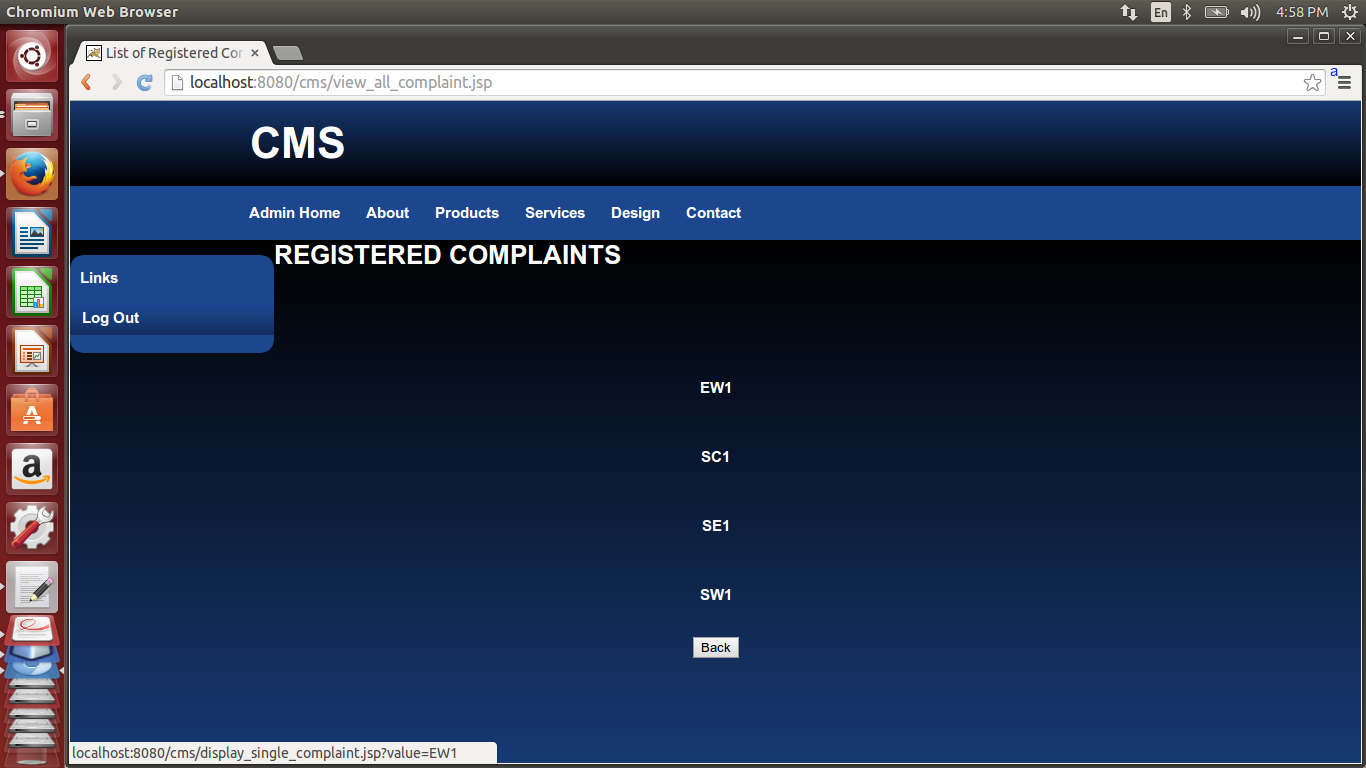 Chromium Web Browser
En
4:58 PM
List of Registered Cor
localhost:8080/cms/view_all_complaint.jsp
a
CMS
Admin Home About Products Services Design Contact
REGISTERED COMPLAINTS
Links
Log Out
EW1
SC1
SE1
SW1
Back
localhost:8080/cms/display_single_complaint.jsp?value=EW1